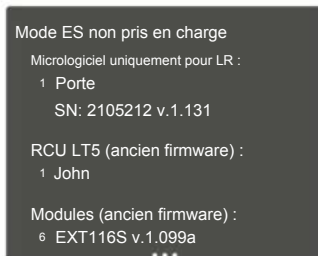 Mode ES non pris en charge
Micrologiciel uniquement pour LR :
1 Porte
SN: 2105212 v.1.131
RCU LT5 (ancien firmware) :
1 John
Modules (ancien firmware) :
6 EXT116S v.1.099a